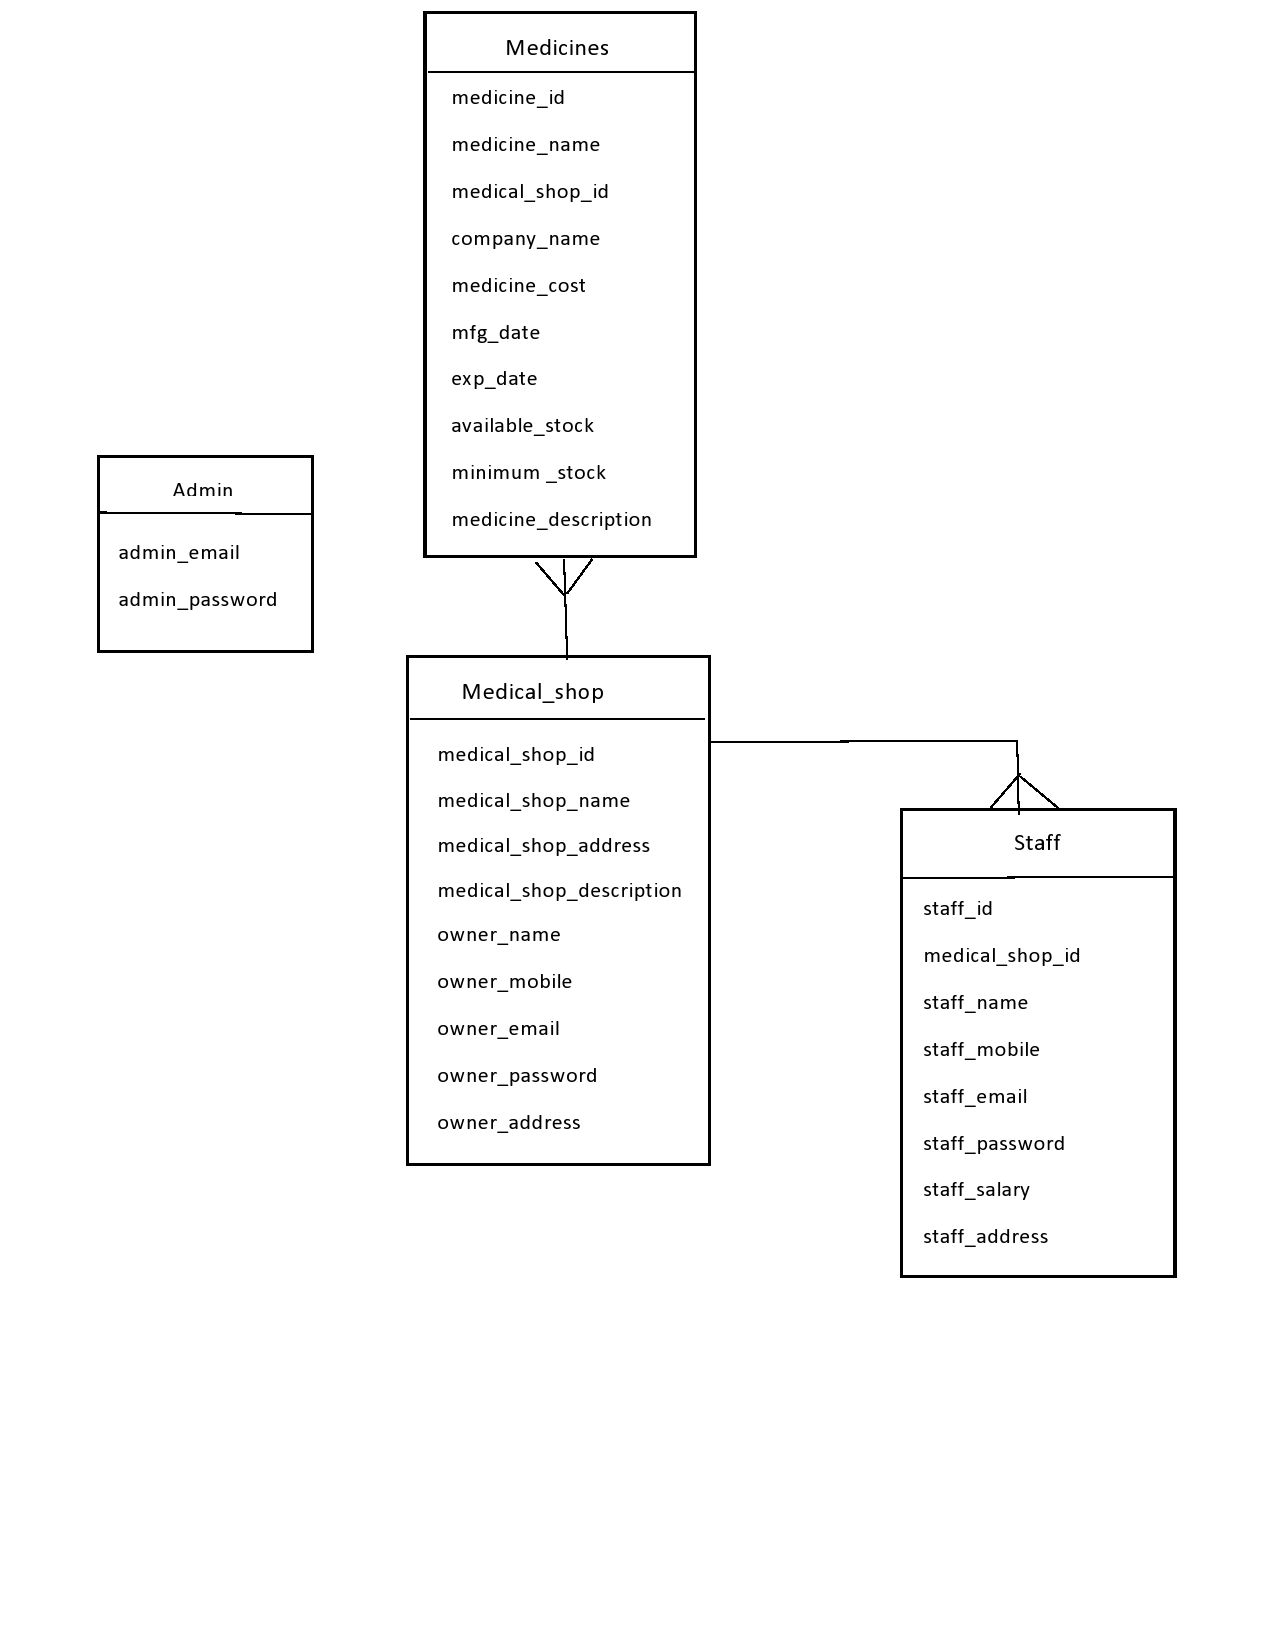 Medicines
medicine_id
medicine_name
medical_shop_id
company_name
medicine_cost
mfg_date
exp_date
available_stock
minimum _stock
medicine_description
Admin
admin_email
admin_password
Medical_shop
medical_shop_id
medical_shop_name
medical_shop_address
medical_shop_description
owner_name
owner_mobile
owner_email
owner_password
owner_address
Staff
staff_id
medical_shop_id
staff_name
staff_mobile
staff_email
staff_password
staff_salary
staff_address